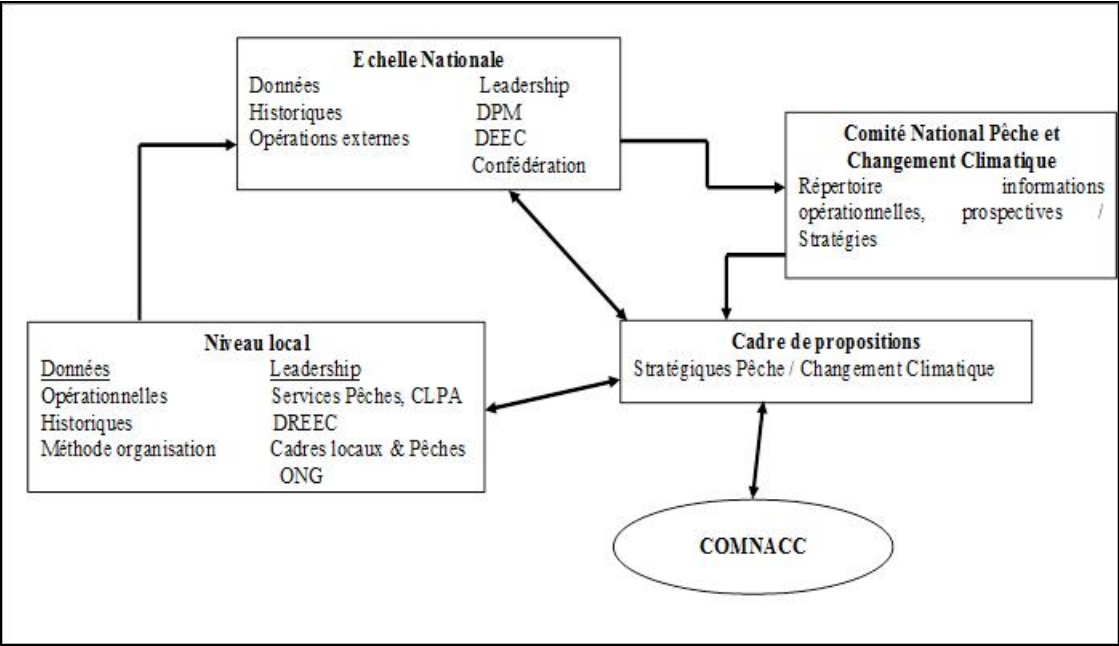 Echelle Nationale
Données Leadership
Historiques DPM
Opérations externes DEEC
Confédération
Comité National Pêche et
Changement Climatique
Répertoire informations
opérationnelles, prospectives /
Stratégies
Niveau local
Données Leadership
Opérationnelles Services Pêches, CLPA
Historiques DREEC
Méthode organisation Cadres locaux & Pêches
ONG
Cadre de propositions
Stratégiques Pêche / Changement Climatique
COMNACC